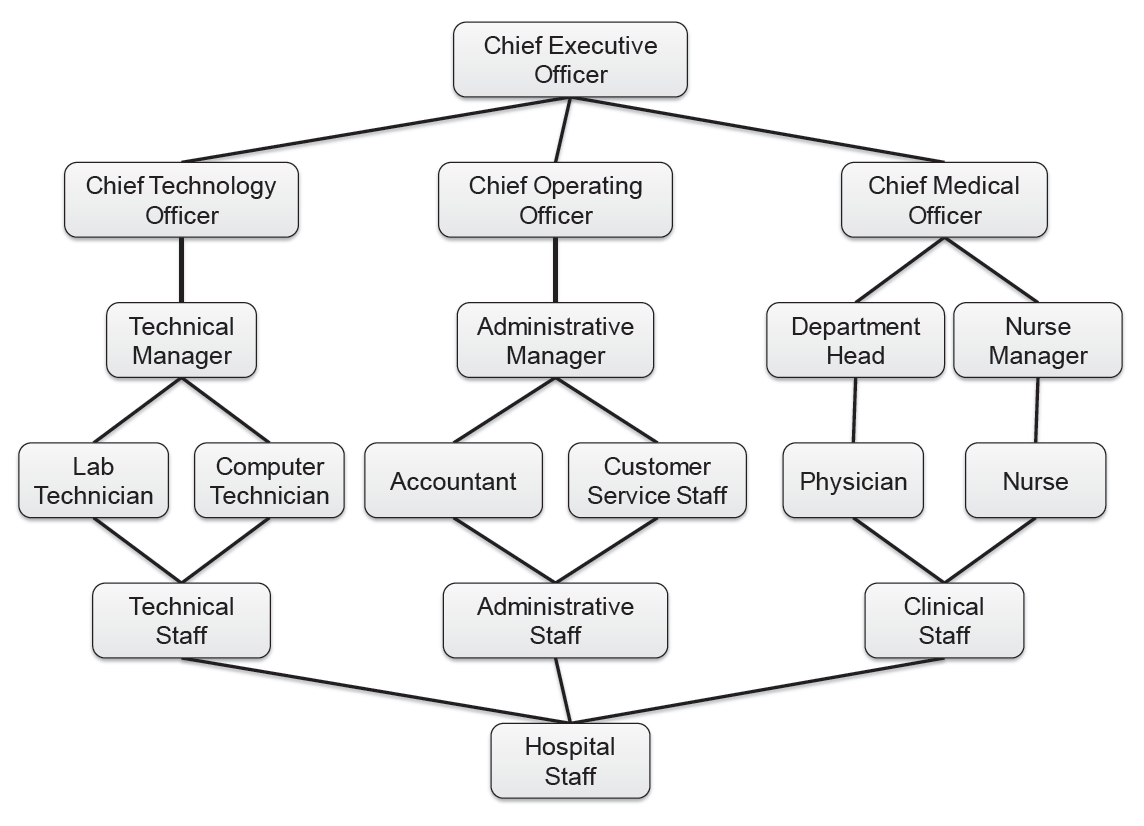 Chief Executive
Officer
Chief Technology
Officer
Chief Operating
Officer
Chief Medical
Officer
Technical
Manager
Administrative
Manager
Department
Head
Nurse
Manager
Lab
Technician
Computer
Technician
Accountant
Customer
Service Staff
Physician
Nurse
Technical
Staff
Administrative
Staff
Clinical
Staff
Hospital
Staff